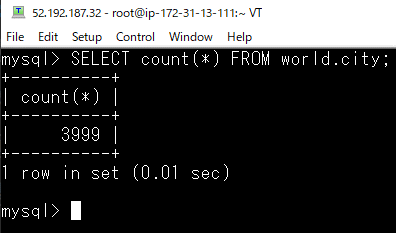 52.192.187.32 - root@ip-172-31-13-111:~ VT
File Edit Setup Control Window Help
mysql> SELECT count(*) FROM world.city;
+----------+
| count(*) |
+----------+
|     3999 |
+----------+
1 row in set (0.01 sec)
mysql>